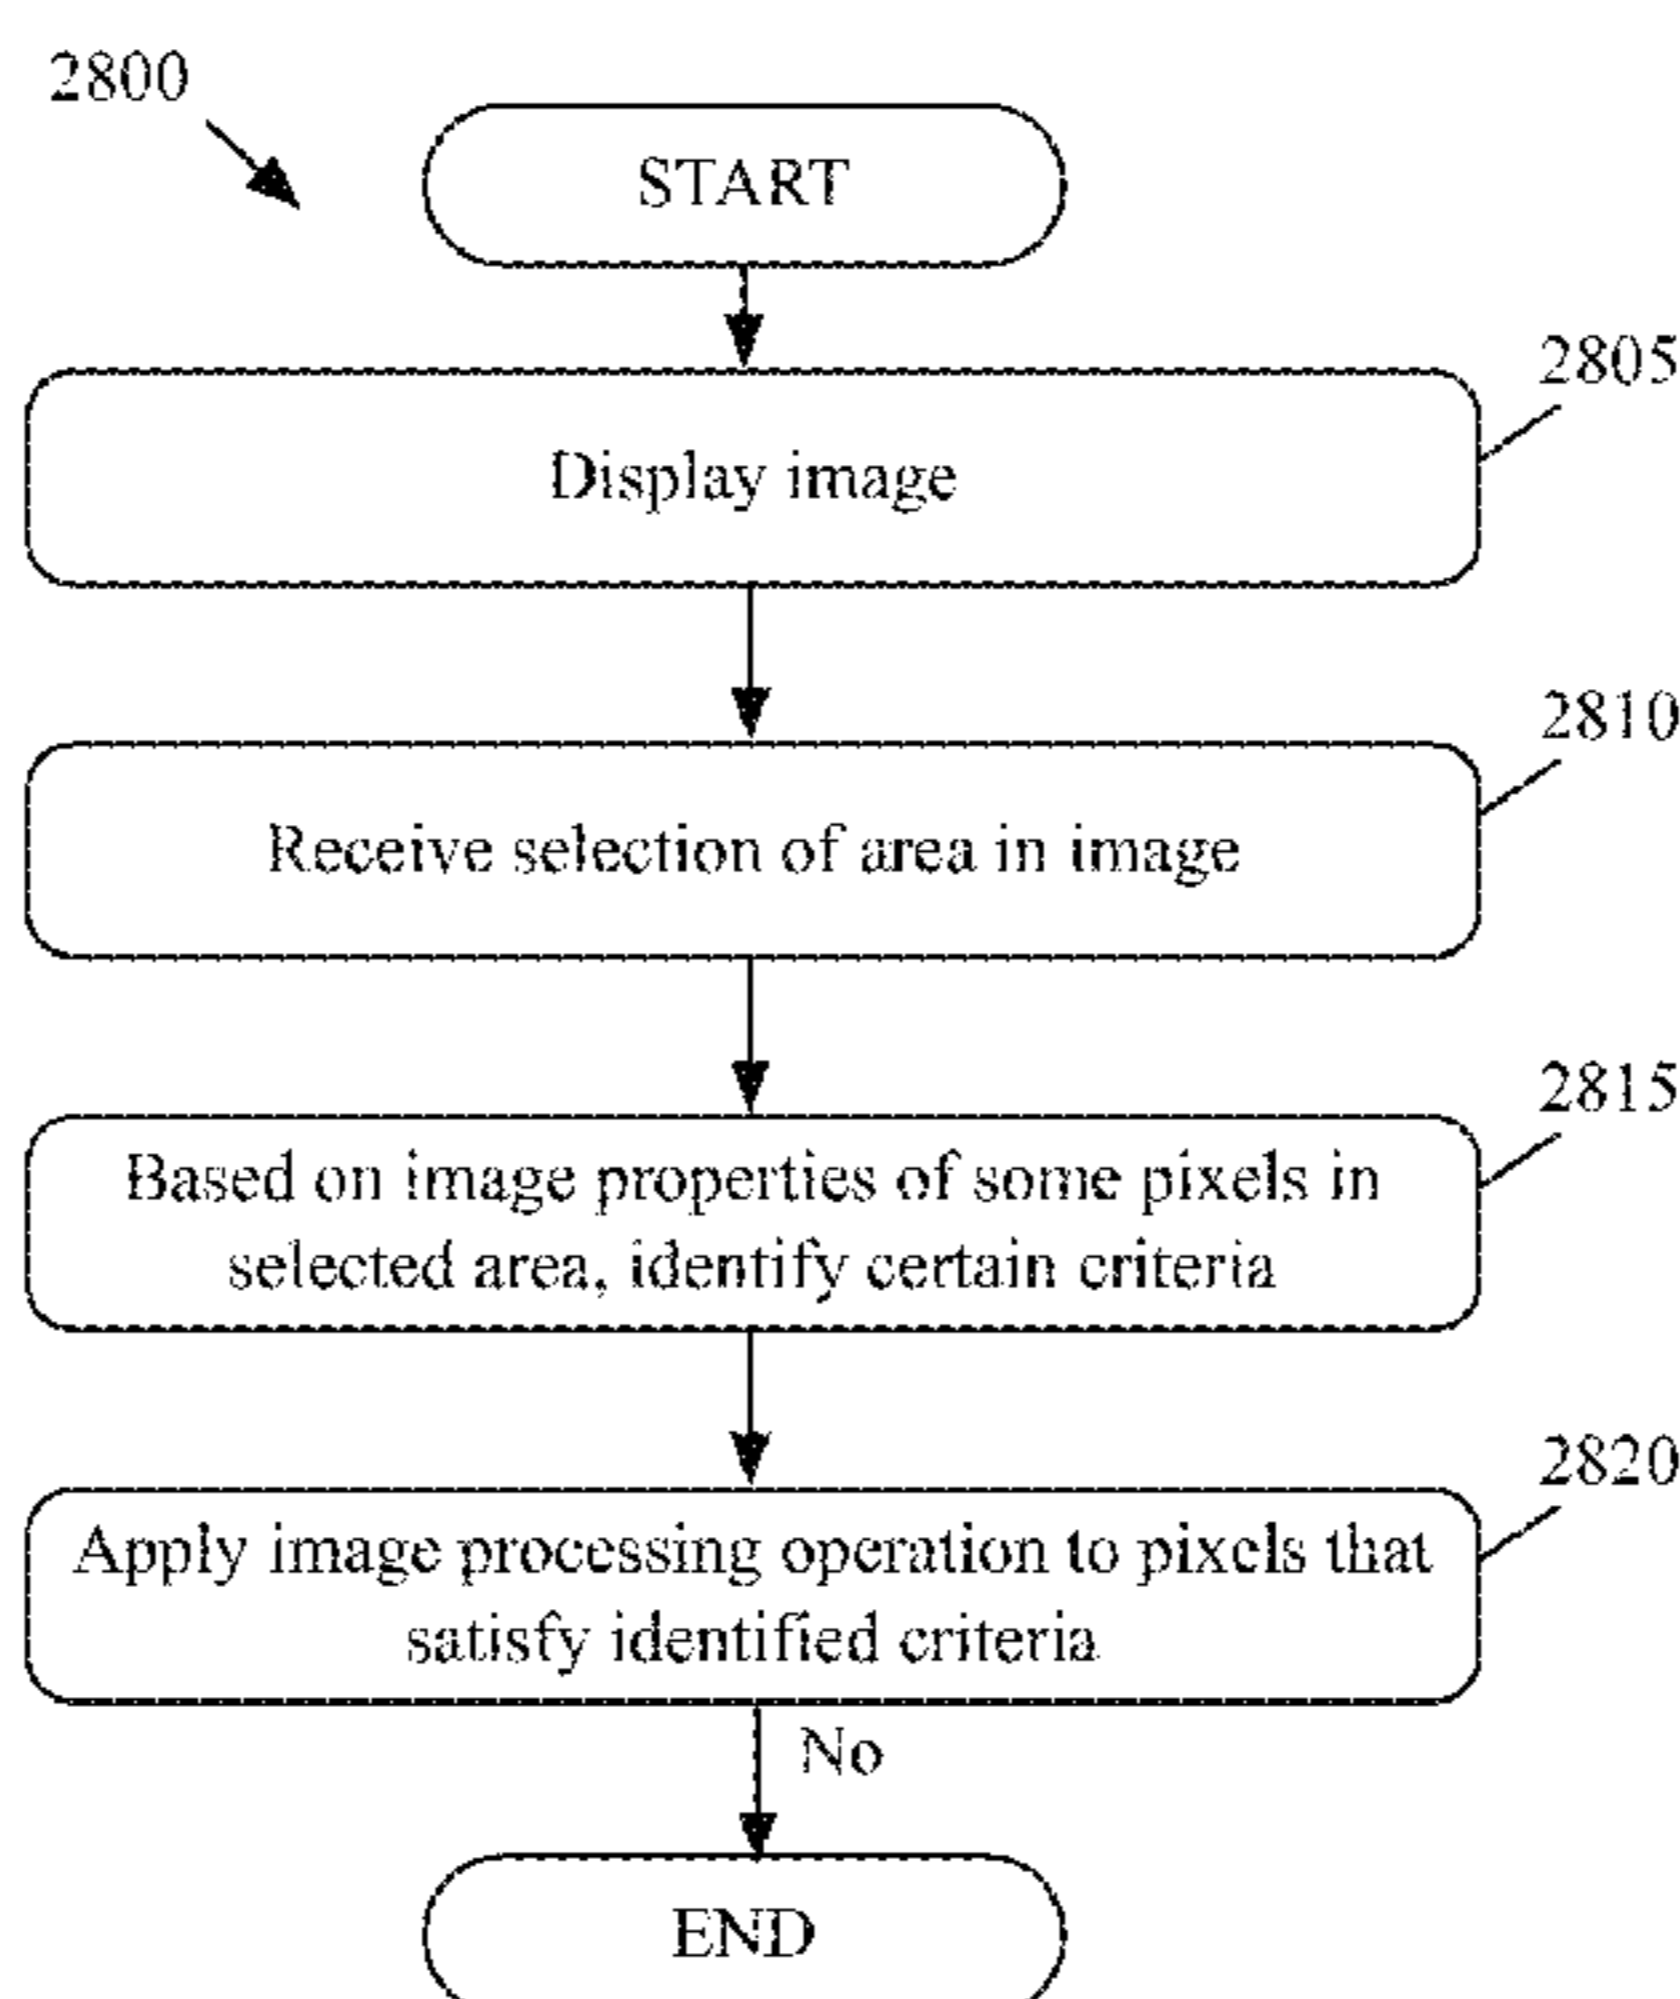 2800
START
2805
Display image
2810
Receive selection of area in image
2815
Based on image properties of some pixels in
selected area, identify certain criteria
2820
Apply image processing operation to pixels that
satisfy identified criteria
No
END